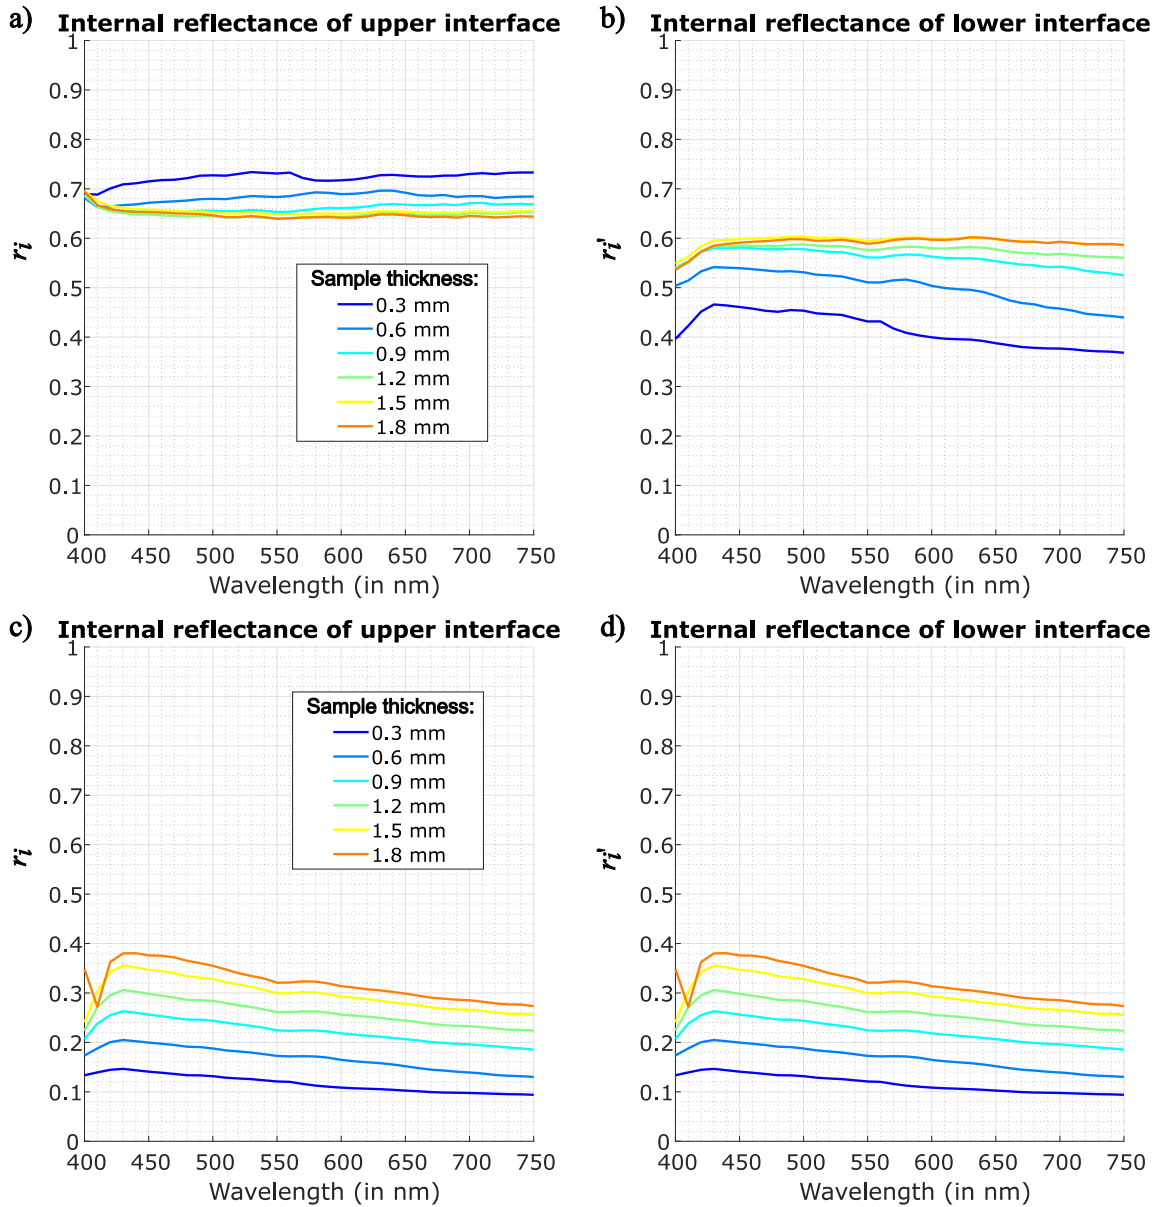 a) Internal reflectance of upper interface
1
0.9
0.8
0.7
0.6
0.5
0.4
0.3
0.2
0.1
0
ri
Sample thickness:
0.3 mm
0.6 mm
0.9 mm
1.2 mm
1.5 mm
1.8 mm
400 450 500 550 600 650 700 750
Wavelength (in nm)
b) Internal reflectance of lower interface
1
0.9
0.8
0.7
0.6
0.5
0.4
0.3
0.2
0.1
0
ri'
400 450 500 550 600 650 700 750
Wavelength (in nm)
c) Internal reflectance of upper interface
1
0.9
0.8
0.7
0.6
0.5
0.4
0.3
0.2
0.1
0
ri
Sample thickness:
0.3 mm
0.6 mm
0.9 mm
1.2 mm
1.5 mm
1.8 mm
400 450 500 550 600 650 700 750
Wavelength (in nm)
d) Internal reflectance of lower interface
1
0.9
0.8
0.7
0.6
0.5
0.4
0.3
0.2
0.1
0
ri'
400 450 500 550 600 650 700 750
Wavelength (in nm)